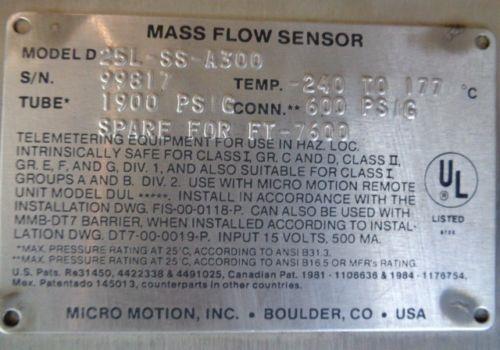 MASS FLOW SENSOR
MODEL D 25L-SS-A300
S/N. 99817 TEMP. -240 TO 177 °C
TUBE* 1900 PSIG CONN.** 600 PSIG
SPARE FOR FT-7600
TELEMETERING EQUIPMENT FOR USE IN HAZ. LOC.
INTRINSICALLY SAFE FOR CLASS I, GR. C AND D, CLASS II,
GR. E, F, AND G, DIV. 1, AND ALSO SUITABLE FOR CLASS I,
GROUPS A AND B. DIV. 2. USE WITH MICRO MOTION REMOTE
UNIT MODEL DUL *****. INSTALL IN ACCORDANCE WITH THE
INSTALLATION DWG. FIS-00-0118-P. CAN ALSO BE USED WITH
MMB-DT7 BARRIER, WHEN INSTALLED ACCORDING TO INSTAL-
LATION DWG. DT7-00-0019-P. INPUT 15 VOLTS, 500 MA.
UL
®
LISTED
*MAX. PRESSURE RATING AT 25°C, ACCORDING TO ANSI B31.3.
**MAX. PRESSURE RATING AT 25°C, ACCORDING TO ANSI B16.5 OR MFR's RATING.
U.S. Pats. Re31450, 4422338 & 4491025, Canadian Pat. 1981 - 1106636 & 1984 - 1176754.
Mex. Patentado 145013, counterparts in other countries.
MICRO MOTION, INC. • BOULDER, CO • USA